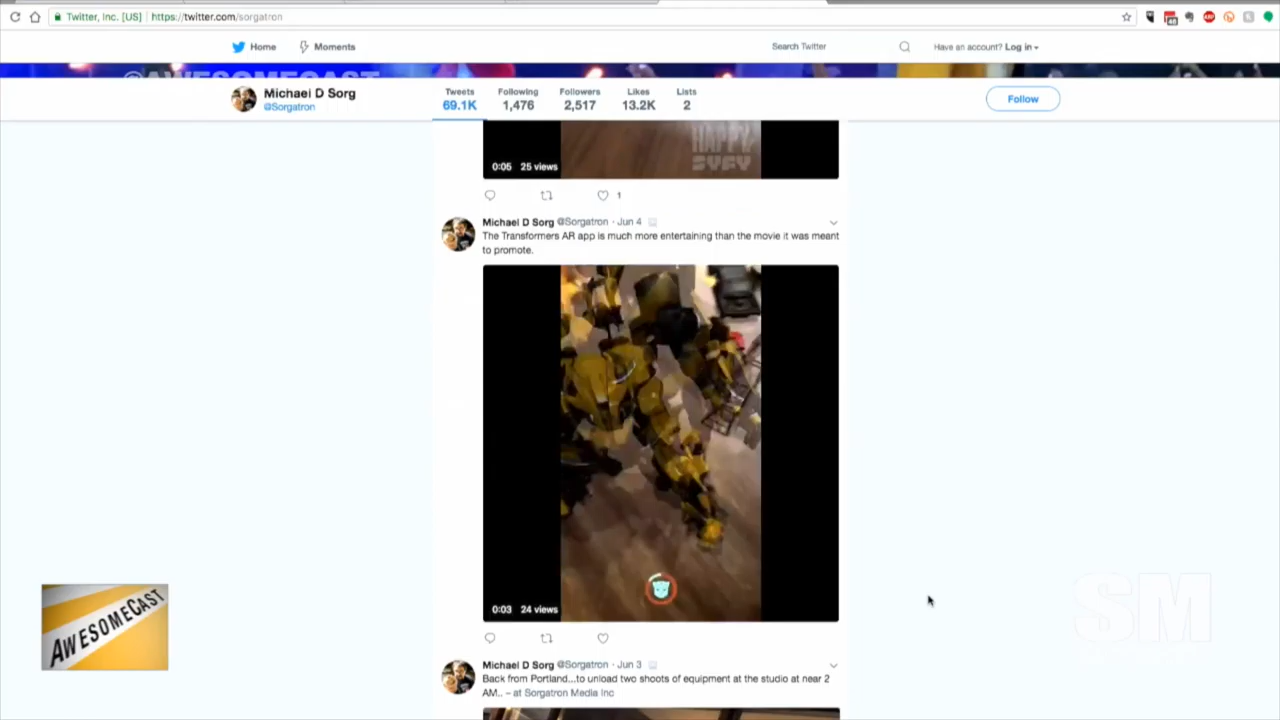 Twitter, Inc. [US] https://twitter.com/sorgatron
Home Moments Search Twitter Have an account? Log in
@AWESOMECAST
Michael D Sorg
@Sorgatron
Tweets Following Followers Likes Lists
69.1K 1,476 2,517 13.2K 2
Follow
HAPPY
SYFY
0:05 25 views
1
Michael D Sorg @Sorgatron · Jun 4
The Transformers AR app is much more entertaining than the movie it was meant
to promote.
0:03 24 views
AWESOMECAST
SM
Michael D Sorg @Sorgatron · Jun 3
Back from Portland...to unload two shoots of equipment at the studio at near 2
AM.. – at Sorgatron Media Inc